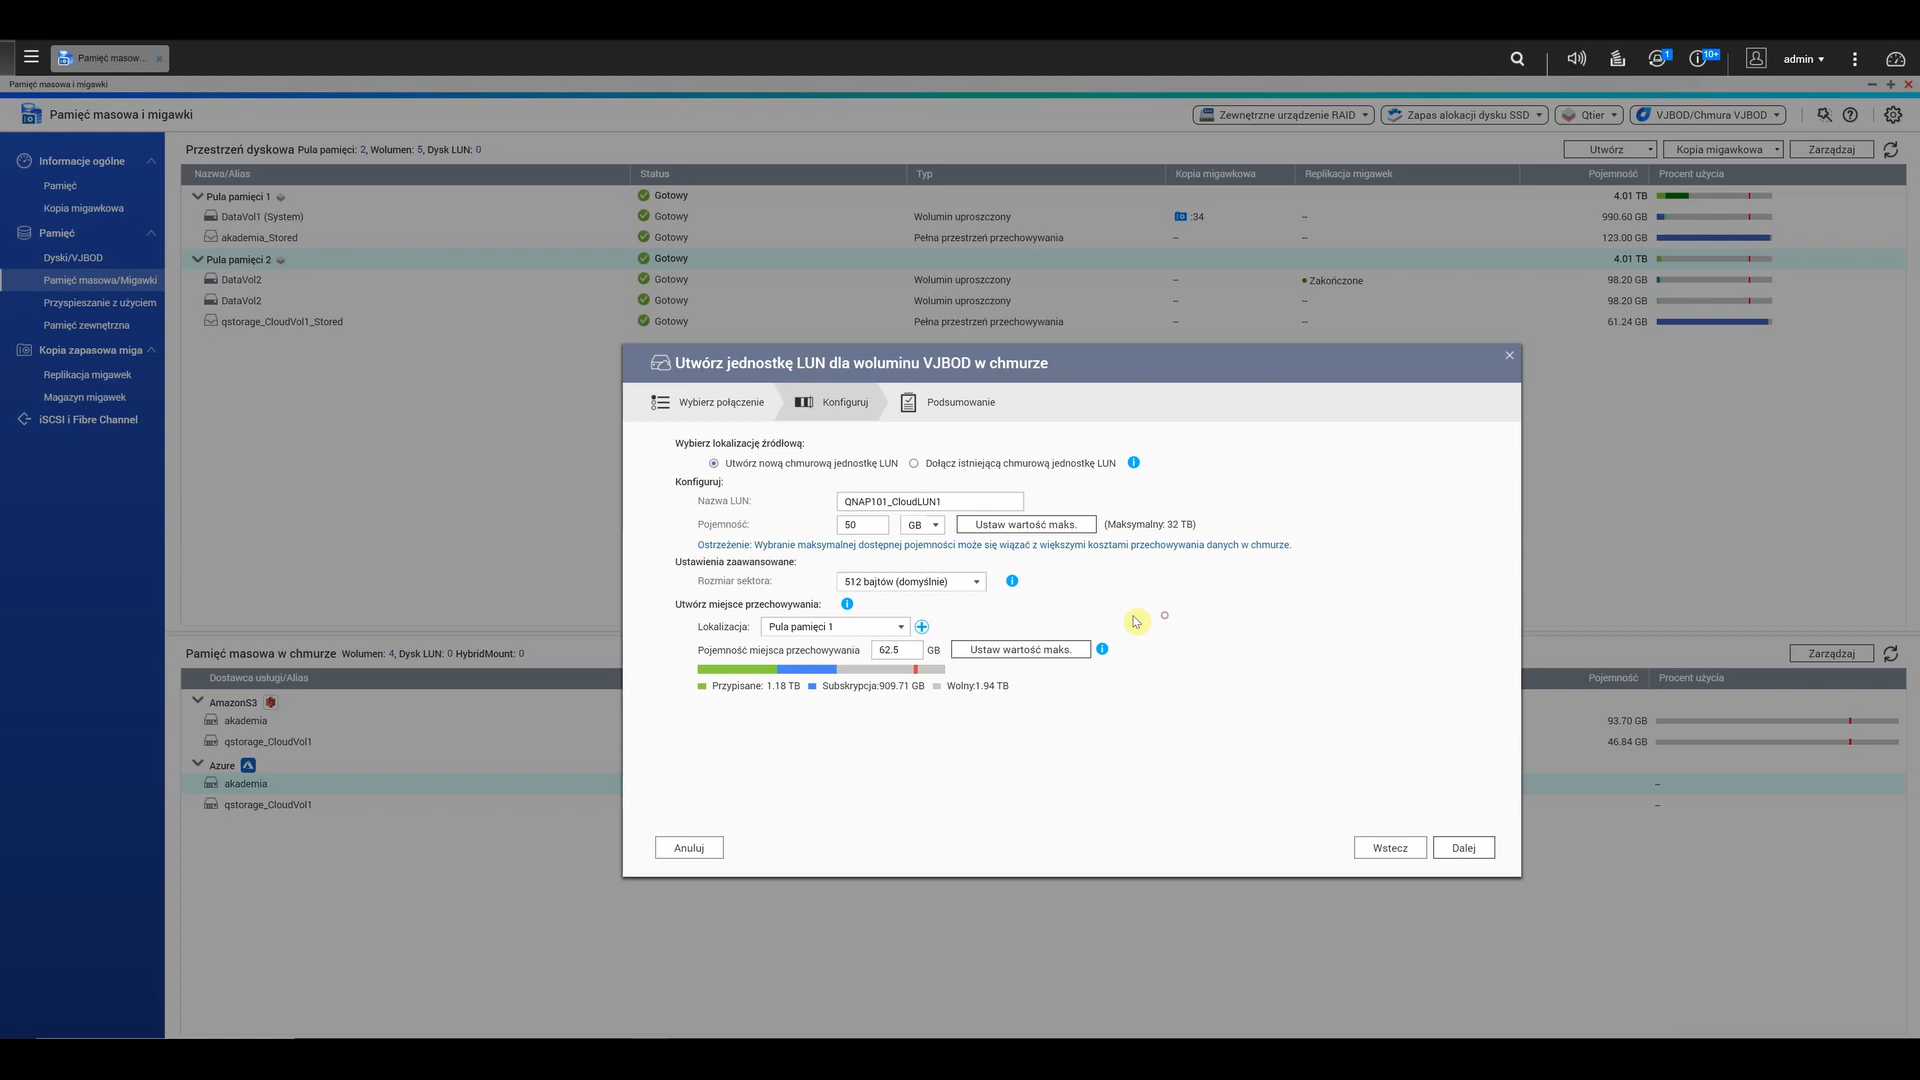 Pamięć masow...
1
10+
admin
Pamięć masowa i migawki
Pamięć masowa i migawki
Zewnętrzne urządzenie RAID
Zapas alokacji dysku SSD
Qtier
VJBOD/Chmura VJBOD
Informacje ogólne
Pamięć
Kopia migawkowa
Pamięć
Dyski/VJBOD
Pamięć masowa/Migawki
Przyspieszanie z użyciem
Pamięć zewnętrzna
Kopia zapasowa miga
Replikacja migawek
Magazyn migawek
iSCSI i Fibre Channel
Przestrzeń dyskowa Pula pamięci: 2, Wolumen: 5, Dysk LUN: 0
Utwórz
Kopia migawkowa
Zarządzaj
Nazwa/Alias Status Typ Kopia migawkowa Replikacja migawek Pojemność Procent użycia
Pula pamięci 1 Gotowy 4.01 TB
DataVol1 (System) Gotowy Wolumin uproszczony :34 -- 990.60 GB
akademia_Stored Gotowy Pełna przestrzeń przechowywania -- -- 123.00 GB
Pula pamięci 2 Gotowy 4.01 TB
DataVol2 Gotowy Wolumin uproszczony -- Zakończone 98.20 GB
DataVol2 Gotowy Wolumin uproszczony -- -- 98.20 GB
qstorage_CloudVol1_Stored Gotowy Pełna przestrzeń przechowywania -- -- 61.24 GB
Utwórz jednostkę LUN dla woluminu VJBOD w chmurze
Wybierz połączenie
Konfiguruj
Podsumowanie
Wybierz lokalizację źródłową:
Utwórz nową chmurową jednostkę LUN Dołącz istniejącą chmurową jednostkę LUN
Konfiguruj:
Nazwa LUN: QNAP101_CloudLUN1
Pojemność: 50 GB Ustaw wartość maks. (Maksymalny: 32 TB)
Ostrzeżenie: Wybranie maksymalnej dostępnej pojemności może się wiązać z większymi kosztami przechowywania danych w chmurze.
Ustawienia zaawansowane:
Rozmiar sektora: 512 bajtów (domyślnie)
Utwórz miejsce przechowywania:
Lokalizacja: Pula pamięci 1
Pojemność miejsca przechowywania 62.5 GB Ustaw wartość maks.
Przypisane: 1.18 TB Subskrypcja:909.71 GB Wolny:1.94 TB
Anuluj
Wstecz
Dalej
Pamięć masowa w chmurze Wolumen: 4, Dysk LUN: 0 HybridMount: 0
Zarządzaj
Dostawca usługi/Alias Pojemność Procent użycia
AmazonS3
akademia 93.70 GB
qstorage_CloudVol1 46.84 GB
Azure
akademia --
qstorage_CloudVol1 --